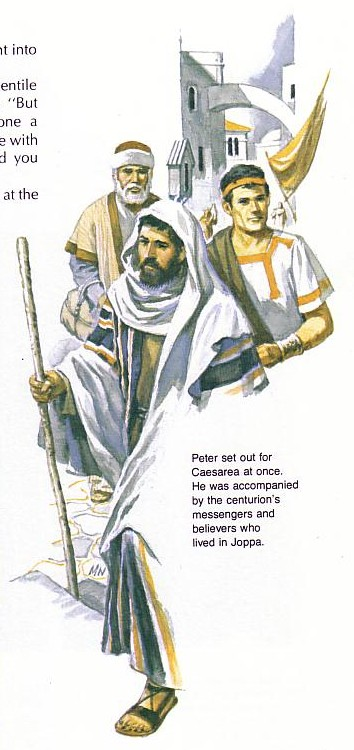 nt into
entile
"But
one a
e with
d you
at the
Peter set out for
Caesarea at once.
He was accompanied
by the centurion's
messengers and
believers who
lived in Joppa.
MN